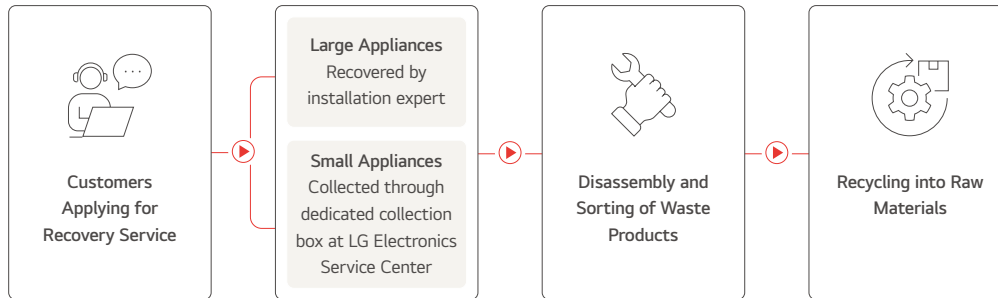 Customers
Applying for
Recovery Service
Large Appliances
Recovered by
installation expert
Small Appliances
Collected through
dedicated collection
box at LG Electronics
Service Center
Disassembly and
Sorting of Waste
Products
Recycling into Raw
Materials